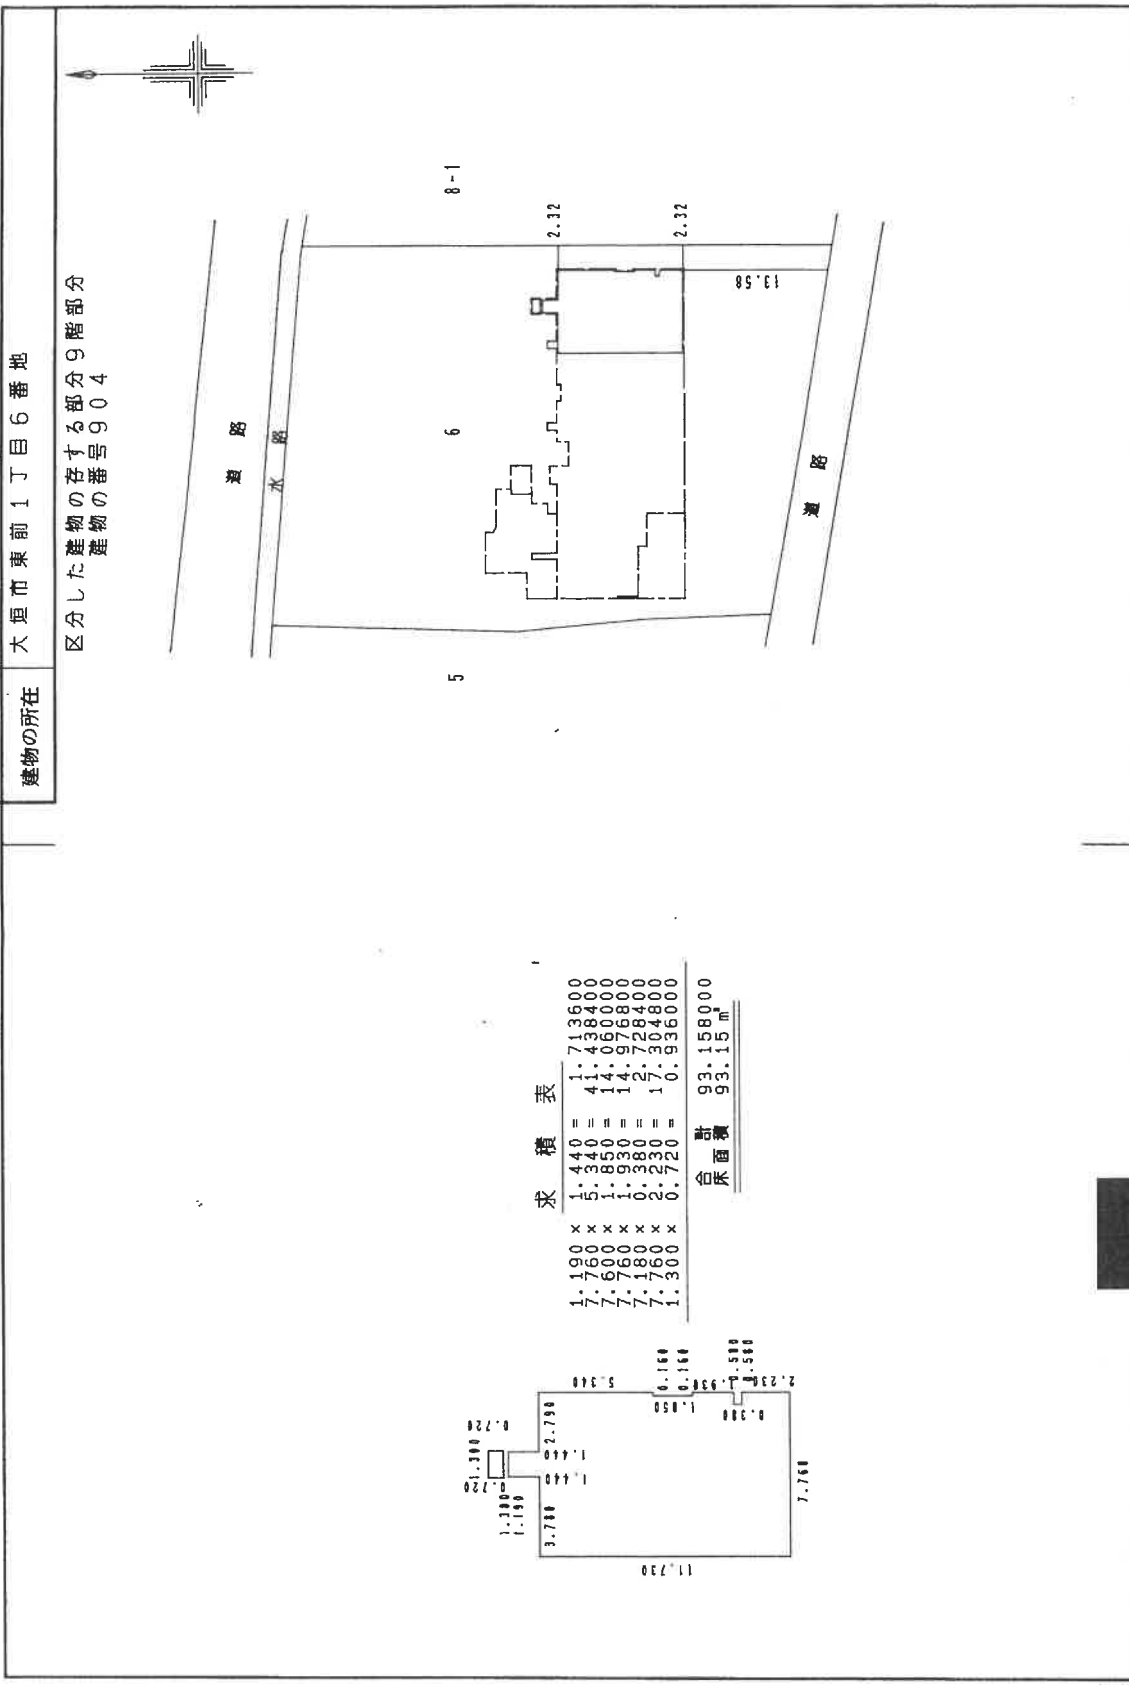 建物の所在
大垣市東前1丁目6番地
区分した建物の存する部分9階部分
建物の番号904
道路
水路
8-1
6
5
2.32
2.32
13.58
道路
求積表
1.190 × 1.440 = 1.713600
7.760 × 5.340 = 41.438400
7.600 × 1.850 = 14.060000
7.760 × 1.930 = 14.976800
7.180 × 0.380 = 2.728400
7.760 × 2.230 = 17.304800
1.300 × 0.720 = 0.936000
合計 93.158000
床面積 93.15㎡
1.300
0.720
0.720
1.300
1.190
3.780
1.440
1.440
2.790
5.340
0.160
0.160
1.850
1.930
0.580
0.580
0.380
2.230
7.760
11.730